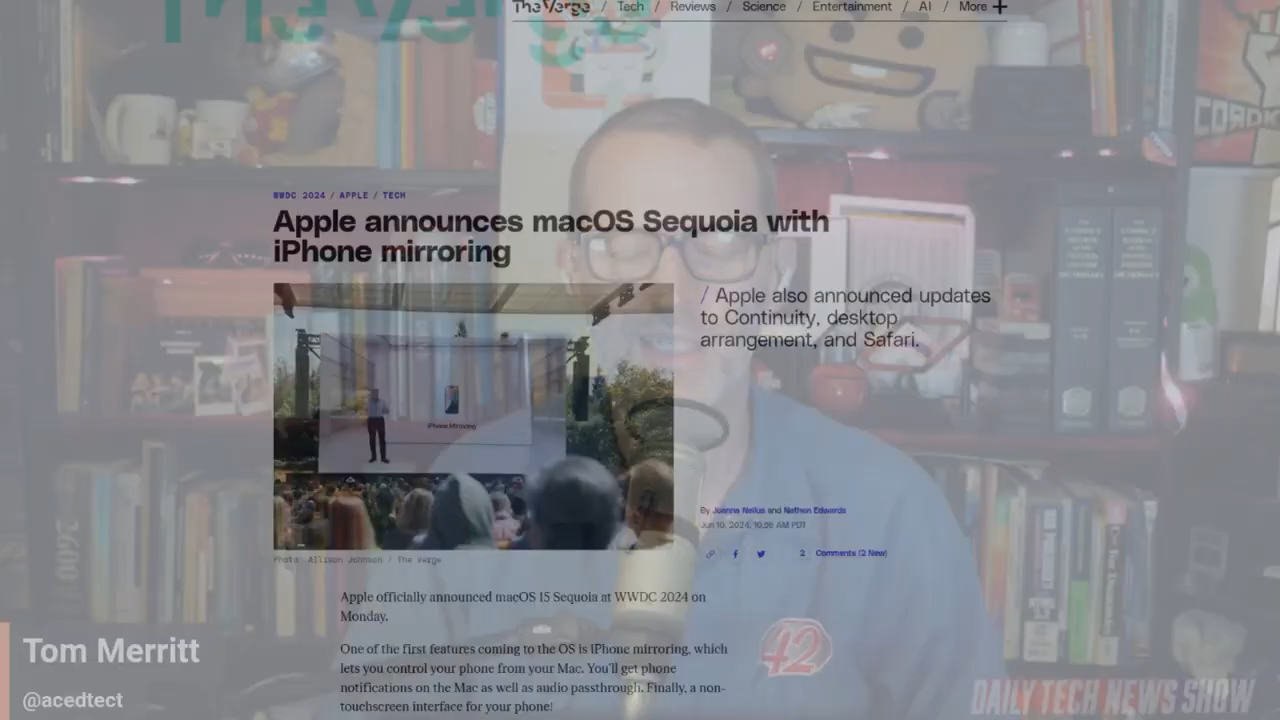 The Verge
TheVerge / Tech / Reviews / Science / Entertainment / AI / More +
CORDK
WWDC 2024 / APPLE / TECH
Apple announces macOS Sequoia with
iPhone mirroring
/ Apple also announced updates
to Continuity, desktop
arrangement, and Safari.
iPhone Mirroring
By Joanna Nelius and Nathan Edwards
Jun 10, 2024, 10:56 AM PDT
2 Comments (2 New)
Photo: Allison Johnson / The Verge
Apple officially announced macOS 15 Sequoia at WWDC 2024 on
Monday.
One of the first features coming to the OS is iPhone mirroring, which
lets you control your phone from your Mac. You'll get phone
notifications on the Mac as well as audio passthrough. Finally, a non-
touchscreen interface for your phone!
42
Tom Merritt
@acedtect
DAILY TECH NEWS SHOW